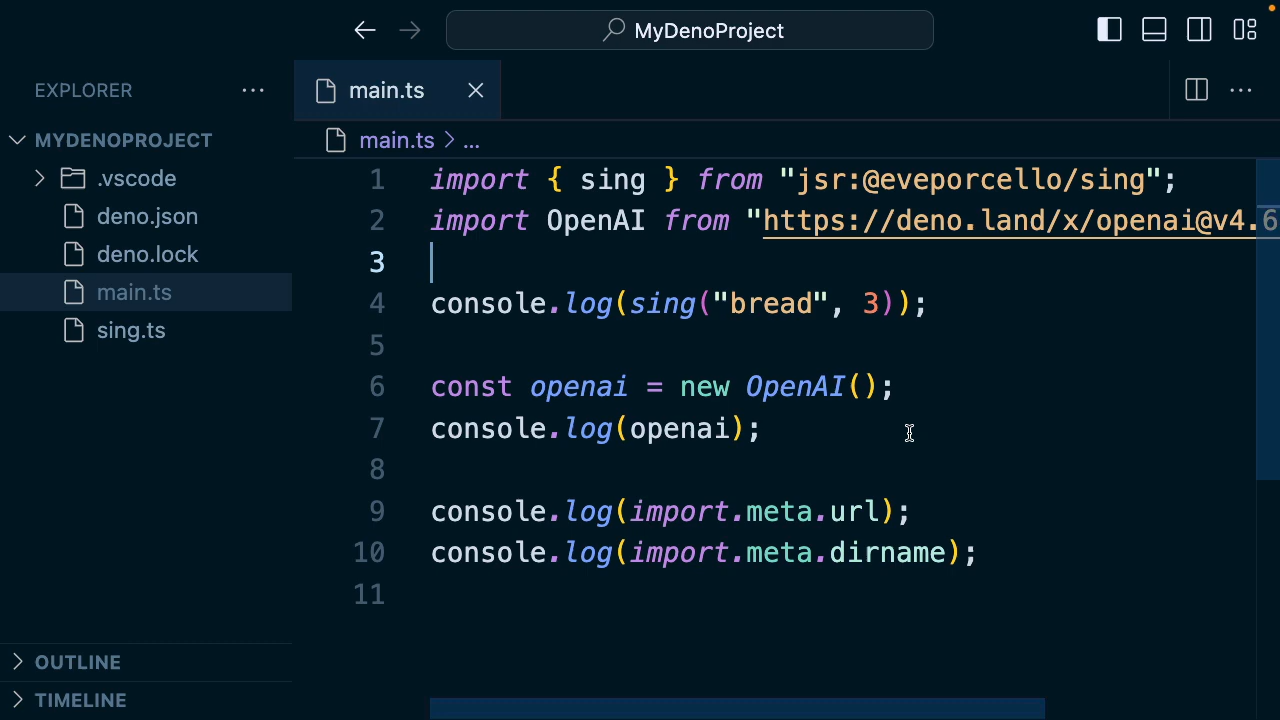 MyDenoProject
EXPLORER
main.ts
MYDENOPROJECT
main.ts > ...
.vscode
deno.json
deno.lock
main.ts
sing.ts
1 import { sing } from "jsr:@eveporcello/sing";
2 import OpenAI from "https://deno.land/x/openai@v4.6
3
4 console.log(sing("bread", 3));
5
6 const openai = new OpenAI();
7 console.log(openai);
8
9 console.log(import.meta.url);
10 console.log(import.meta.dirname);
11
OUTLINE
TIMELINE